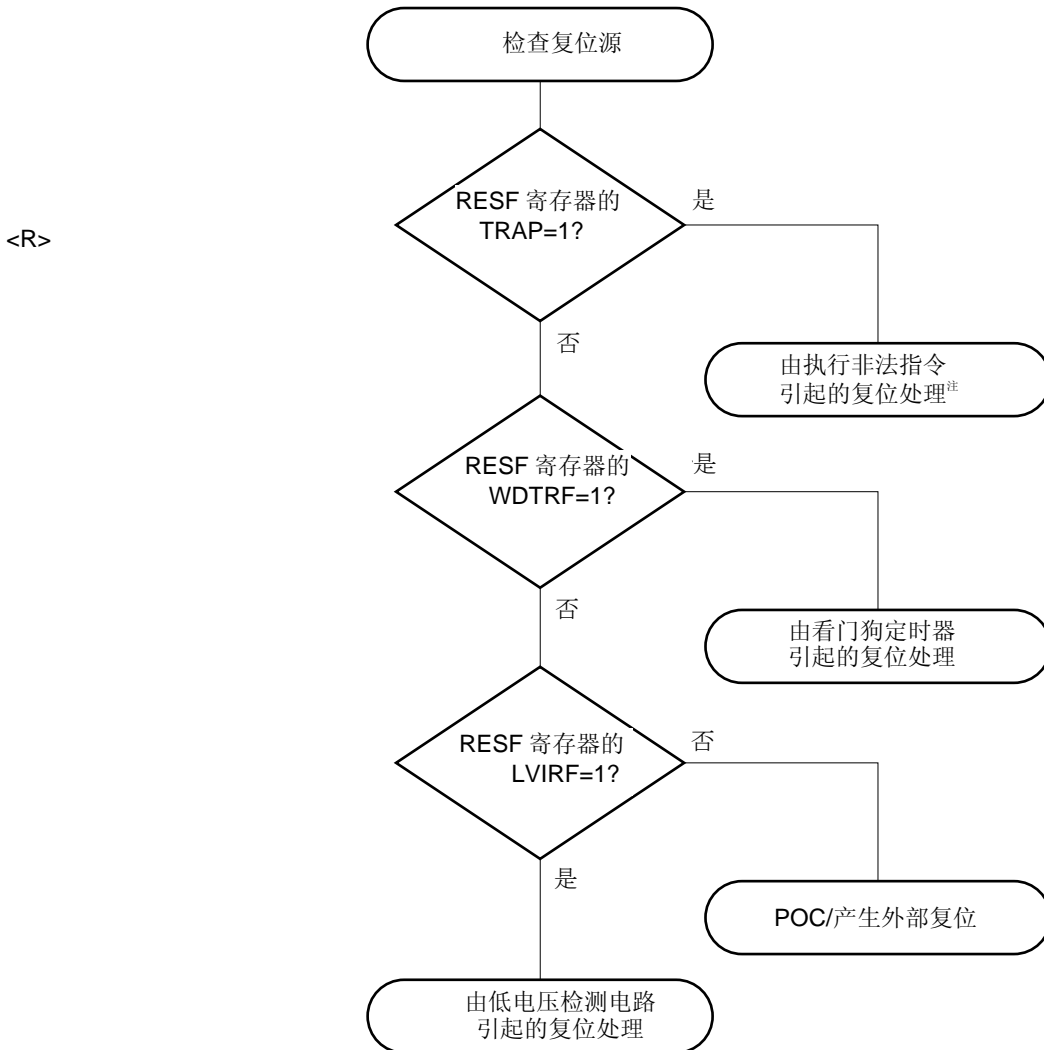 检查复位源
RESF 寄存器的
TRAP=1?
是
<R>
否
由执行非法指令
引起的复位处理注
RESF 寄存器的
WDTRF=1?
是
否
由看门狗定时器
引起的复位处理
RESF 寄存器的
LVIRF=1?
否
是
POC/产生外部复位
由低电压检测电路
引起的复位处理